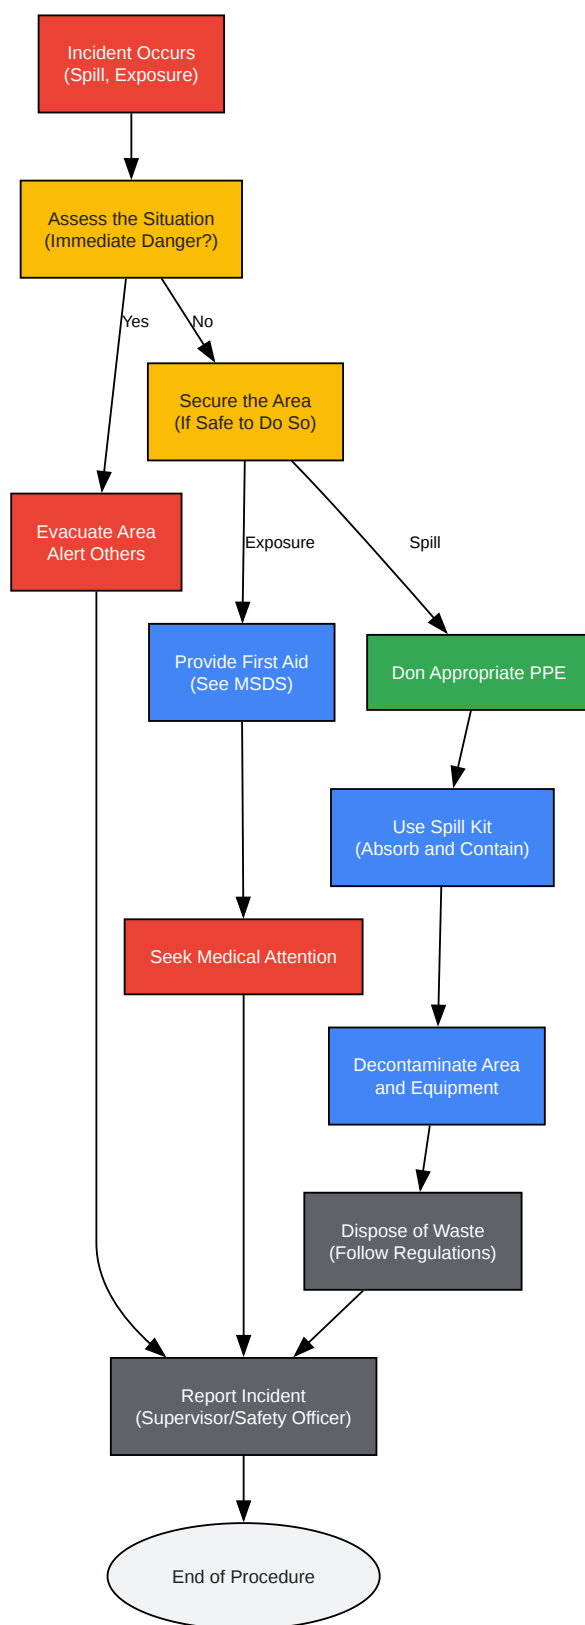 Incident Occurs
(Spill, Exposure)
Assess the Situation
(Immediate Danger?)
Yes
No
Secure the Area
(If Safe to Do So)
Evacuate Area
Alert Others
Exposure
Spill
Provide First Aid
(See MSDS)
Don Appropriate PPE
Use Spill Kit
(Absorb and Contain)
Seek Medical Attention
Decontaminate Area
and Equipment
Dispose of Waste
(Follow Regulations)
Report Incident
(Supervisor/Safety Officer)
End of Procedure